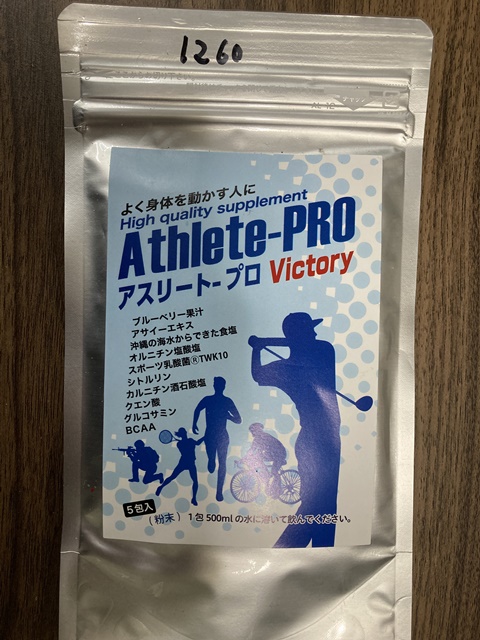 1260
よく身体を動かす人に
High quality supplement
Athlete-PRO
アスリート-プロ Victory
ブルーベリー果汁
アサイーエキス
沖縄の海水からできた食塩
オルニチン塩酸塩
スポーツ乳酸菌®TWK10
シトルリン
カルニチン酒石酸塩
クエン酸
グルコサミン
BCAA
5包入
(粉末) 1包500mlの水に溶いて飲んでください。